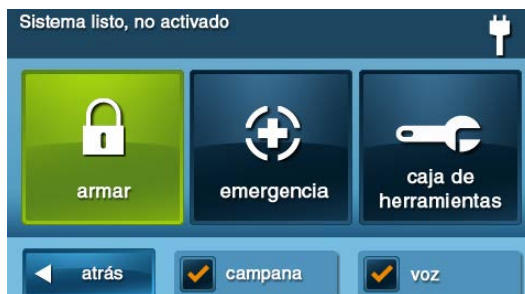 Sistema listo, no activado
armar
emergencia
caja de
herramientas
atrás
campana
voz